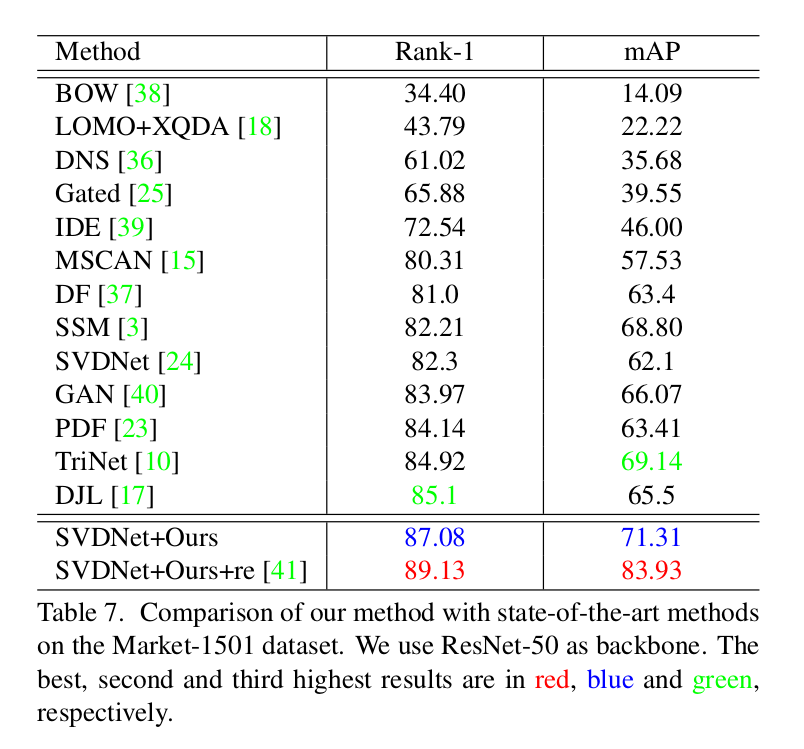 Method Rank-1 mAP
BOW [38] 34.40 14.09
LOMO+XQDA [18] 43.79 22.22
DNS [36] 61.02 35.68
Gated [25] 65.88 39.55
IDE [39] 72.54 46.00
MSCAN [15] 80.31 57.53
DF [37] 81.0 63.4
SSM [3] 82.21 68.80
SVDNet [24] 82.3 62.1
GAN [40] 83.97 66.07
PDF [23] 84.14 63.41
TriNet [10] 84.92 69.14
DJL [17] 85.1 65.5
SVDNet+Ours 87.08 71.31
SVDNet+Ours+re [41] 89.13 83.93
Table 7. Comparison of our method with state-of-the-art methods
on the Market-1501 dataset. We use ResNet-50 as backbone. The
best, second and third highest results are in red, blue and green,
respectively.